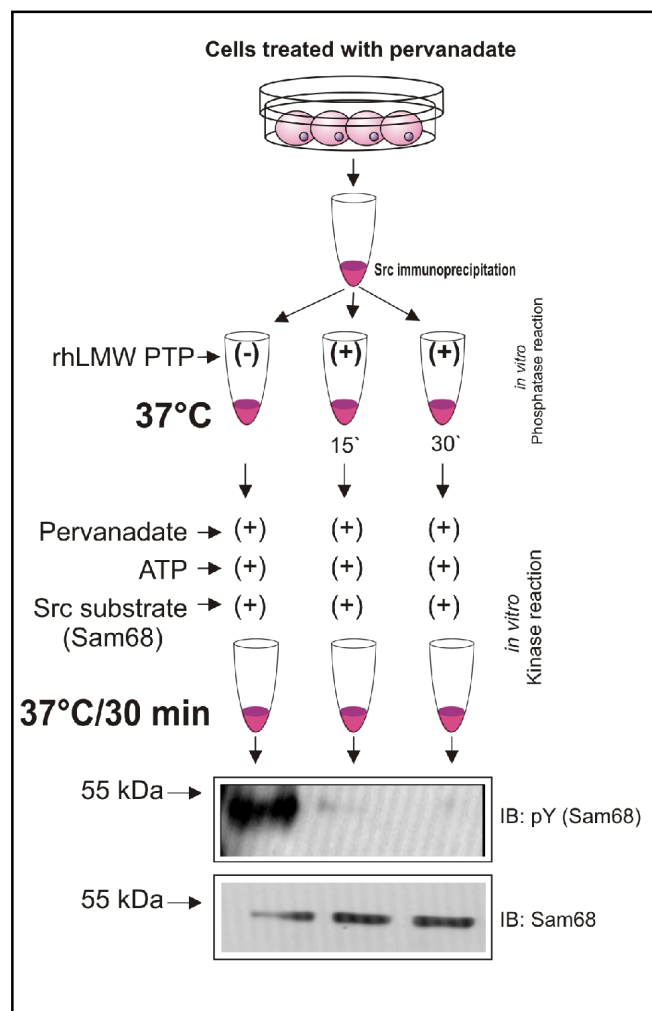 Cells treated with pervanadate
Src immunoprecipitation
rhLMW PTP
(-)
(+)
(+)
37°C
15`
30`
in vitro
Phosphatase reaction
Pervanadate
(+)
(+)
(+)
ATP
(+)
(+)
(+)
Src substrate
(Sam68)
(+)
(+)
(+)
in vitro
Kinase reaction
37°C/30 min
55 kDa
IB: pY (Sam68)
55 kDa
IB: Sam68